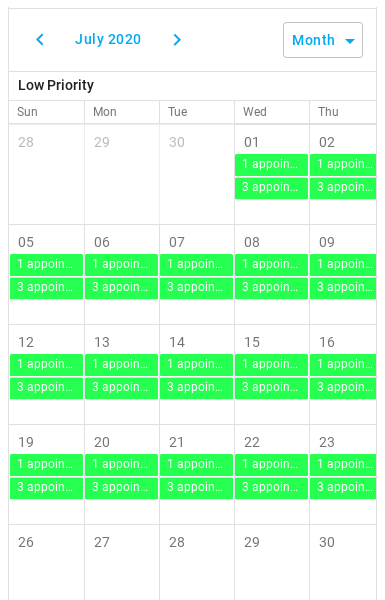 July 2020 Month
Low Priority
Sun Mon Tue Wed Thu
28 29 30 01 02
1 appoin... 1 appoin...
3 appoin... 3 appoin...
05 06 07 08 09
1 appoin... 1 appoin... 1 appoin... 1 appoin... 1 appoin...
3 appoin... 3 appoin... 3 appoin... 3 appoin... 3 appoin...
12 13 14 15 16
1 appoin... 1 appoin... 1 appoin... 1 appoin... 1 appoin...
3 appoin... 3 appoin... 3 appoin... 3 appoin... 3 appoin...
19 20 21 22 23
1 appoin... 1 appoin... 1 appoin... 1 appoin... 1 appoin...
3 appoin... 3 appoin... 3 appoin... 3 appoin... 3 appoin...
26 27 28 29 30